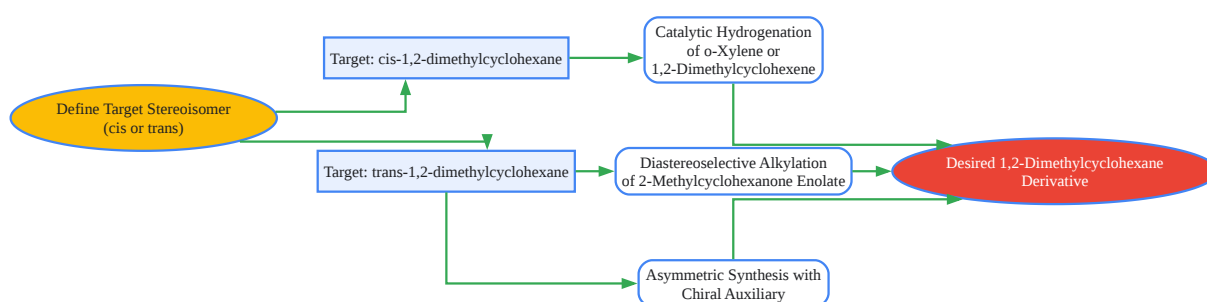 Define Target Stereoisomer
(cis or trans)
Target: cis-1,2-dimethylcyclohexane
Catalytic Hydrogenation
of o-Xylene or
1,2-Dimethylcyclohexene
Target: trans-1,2-dimethylcyclohexane
Diastereoselective Alkylation
of 2-Methylcyclohexanone Enolate
Desired 1,2-Dimethylcyclohexane
Derivative
Asymmetric Synthesis with
Chiral Auxiliary